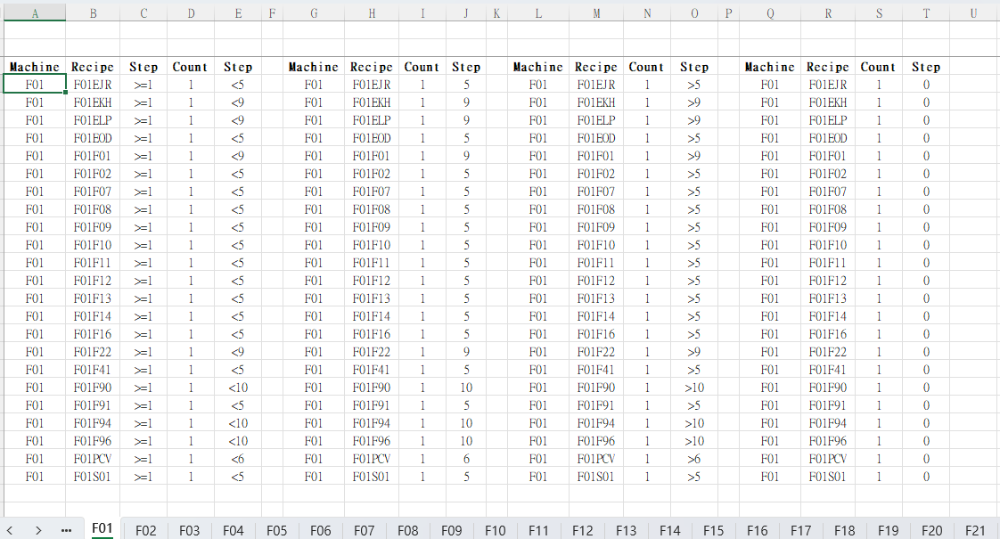 A B C D E F G H I J K L M N O P Q R S T U
Machine Recipe Step Count Step Machine Recipe Count Step Machine Recipe Count Step Machine Recipe Count Step
F01 F01EJR >=1 1 <5 F01 F01EJR 1 5 F01 F01EJR 1 >5 F01 F01EJR 1 0
F01 F01EKH >=1 1 <9 F01 F01EKH 1 9 F01 F01EKH 1 >9 F01 F01EKH 1 0
F01 F01ELP >=1 1 <9 F01 F01ELP 1 9 F01 F01ELP 1 >9 F01 F01ELP 1 0
F01 F01EOD >=1 1 <5 F01 F01EOD 1 5 F01 F01EOD 1 >5 F01 F01EOD 1 0
F01 F01F01 >=1 1 <9 F01 F01F01 1 9 F01 F01F01 1 >9 F01 F01F01 1 0
F01 F01F02 >=1 1 <5 F01 F01F02 1 5 F01 F01F02 1 >5 F01 F01F02 1 0
F01 F01F07 >=1 1 <5 F01 F01F07 1 5 F01 F01F07 1 >5 F01 F01F07 1 0
F01 F01F08 >=1 1 <5 F01 F01F08 1 5 F01 F01F08 1 >5 F01 F01F08 1 0
F01 F01F09 >=1 1 <5 F01 F01F09 1 5 F01 F01F09 1 >5 F01 F01F09 1 0
F01 F01F10 >=1 1 <5 F01 F01F10 1 5 F01 F01F10 1 >5 F01 F01F10 1 0
F01 F01F11 >=1 1 <5 F01 F01F11 1 5 F01 F01F11 1 >5 F01 F01F11 1 0
F01 F01F12 >=1 1 <5 F01 F01F12 1 5 F01 F01F12 1 >5 F01 F01F12 1 0
F01 F01F13 >=1 1 <5 F01 F01F13 1 5 F01 F01F13 1 >5 F01 F01F13 1 0
F01 F01F14 >=1 1 <5 F01 F01F14 1 5 F01 F01F14 1 >5 F01 F01F14 1 0
F01 F01F16 >=1 1 <5 F01 F01F16 1 5 F01 F01F16 1 >5 F01 F01F16 1 0
F01 F01F22 >=1 1 <9 F01 F01F22 1 9 F01 F01F22 1 >9 F01 F01F22 1 0
F01 F01F41 >=1 1 <5 F01 F01F41 1 5 F01 F01F41 1 >5 F01 F01F41 1 0
F01 F01F90 >=1 1 <10 F01 F01F90 1 10 F01 F01F90 1 >10 F01 F01F90 1 0
F01 F01F91 >=1 1 <5 F01 F01F91 1 5 F01 F01F91 1 >5 F01 F01F91 1 0
F01 F01F94 >=1 1 <10 F01 F01F94 1 10 F01 F01F94 1 >10 F01 F01F94 1 0
F01 F01F96 >=1 1 <10 F01 F01F96 1 10 F01 F01F96 1 >10 F01 F01F96 1 0
F01 F01PCV >=1 1 <6 F01 F01PCV 1 6 F01 F01PCV 1 >6 F01 F01PCV 1 0
F01 F01S01 >=1 1 <5 F01 F01S01 1 5 F01 F01S01 1 >5 F01 F01S01 1 0
F01 F02 F03 F04 F05 F06 F07 F08 F09 F10 F11 F12 F13 F14 F15 F16 F17 F18 F19 F20 F21